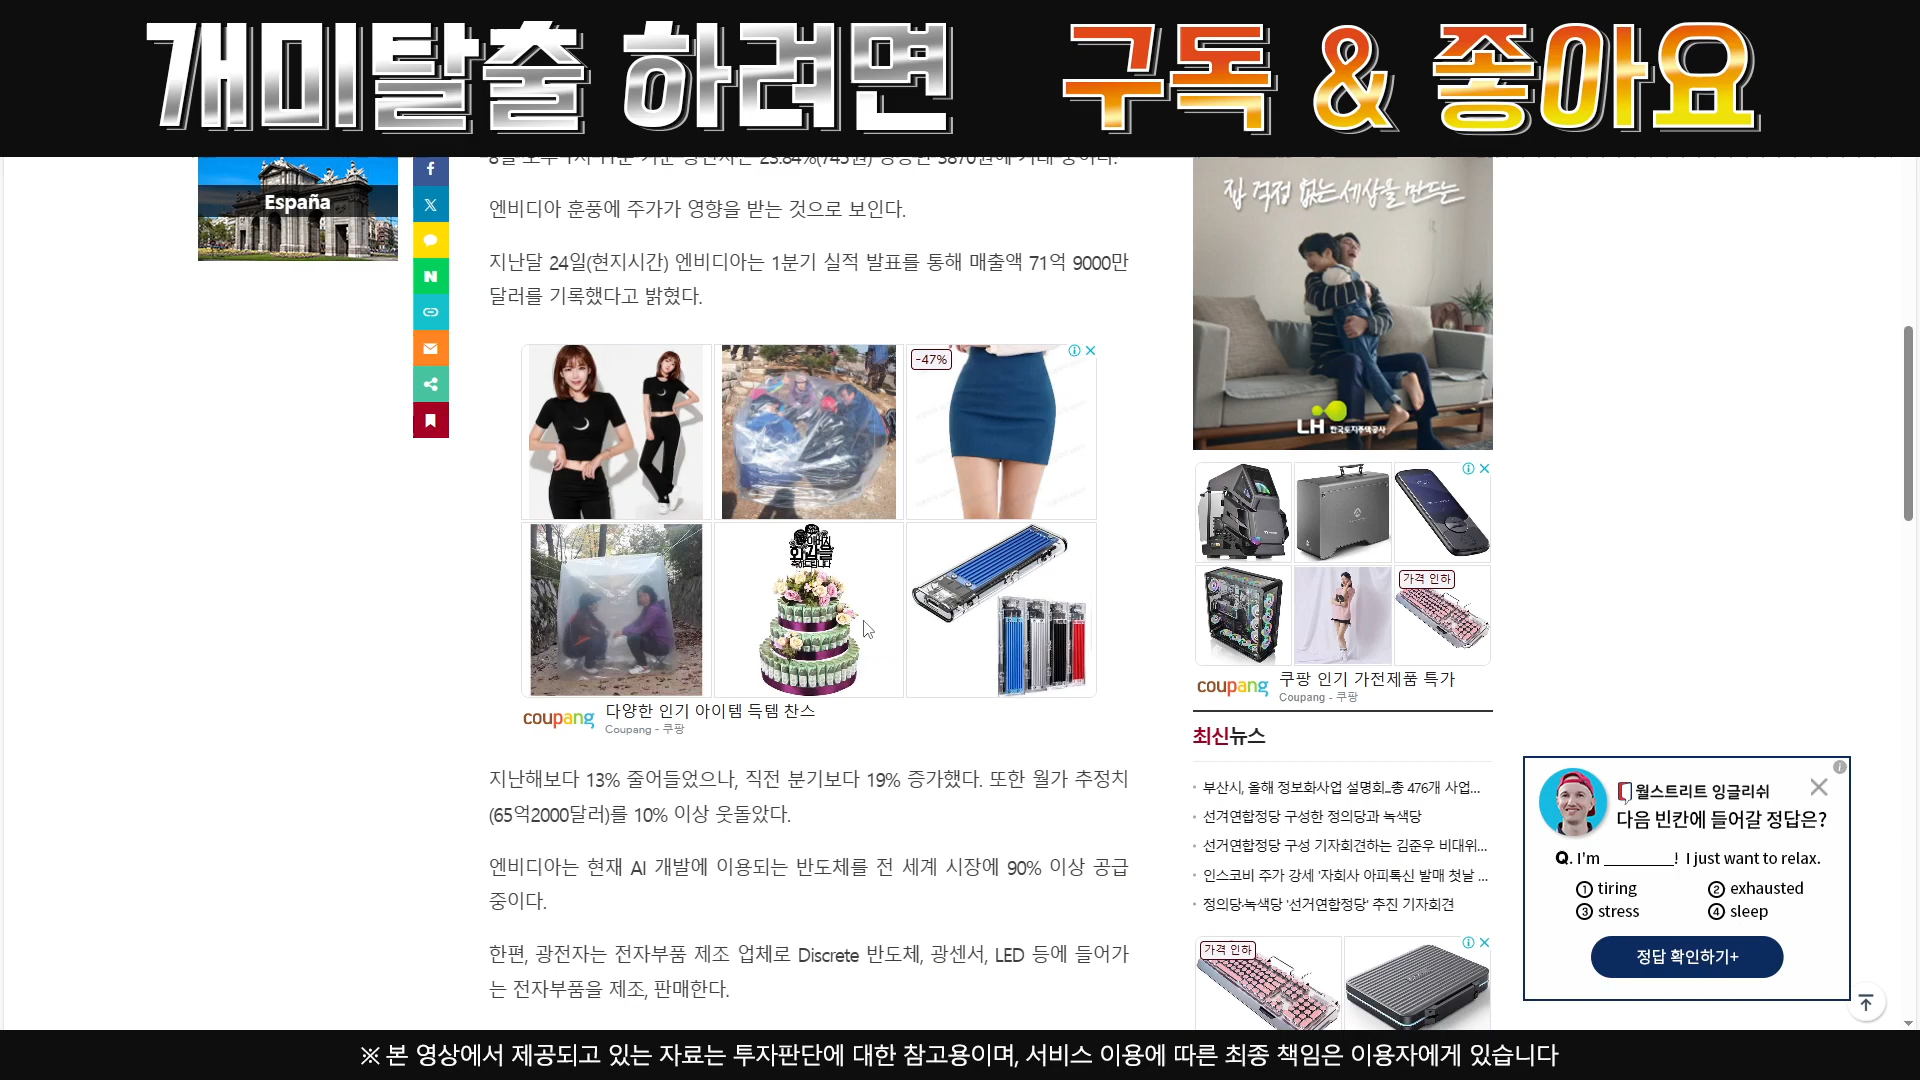 개미탈출 하려면 구독 & 좋아요
España
엔비디아 훈풍에 주가가 영향을 받는 것으로 보인다.
지난달 24일(현지시간) 엔비디아는 1분기 실적 발표를 통해 매출액 71억 9000만
달러를 기록했다고 밝혔다.
-47%
coupang
다양한 인기 아이템 득템 찬스
Coupang - 쿠팡
지난해보다 13% 줄어들었으나, 직전 분기보다 19% 증가했다. 또한 월가 추정치
(65억2000달러)를 10% 이상 웃돌았다.
엔비디아는 현재 AI 개발에 이용되는 반도체를 전 세계 시장에 90% 이상 공급
중이다.
한편, 광전자는 전자부품 제조 업체로 Discrete 반도체, 광센서, LED 등에 들어가
는 전자부품을 제조, 판매한다.
집 걱정 없는 세상을 만드는
LH 한국토지주택공사
가격 인하
coupang
쿠팡 인기 가전제품 특가
Coupang - 쿠팡
최신뉴스
부산시, 올해 정보화사업 설명회...총 476개 사업...
선거연합정당 구성한 정의당과 녹색당
선거연합정당 구성 기자회견하는 김준우 비대위...
인스코비 주가 강세 '자회사 아피톡신 발매 첫날 ...
정의당·녹색당 '선거연합정당' 추진 기자회견
가격 인하
월스트리트 잉글리쉬
다음 빈칸에 들어갈 정답은?
Q. I'm ________! I just want to relax.
① tiring ② exhausted
③ stress ④ sleep
정답 확인하기+
※ 본 영상에서 제공되고 있는 자료는 투자판단에 대한 참고용이며, 서비스 이용에 따른 최종 책임은 이용자에게 있습니다